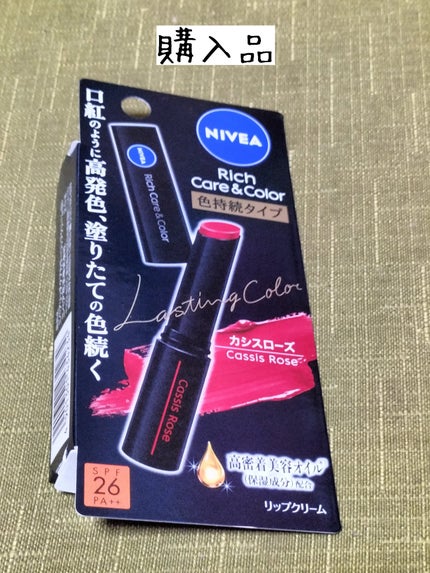 購入品
口紅のように高発色、塗りたての色続く
NIVEA
Rich Care & Color
NIVEA
Rich
Care & Color
色持続タイプ
Lasting Color
カシスローズ
Cassis Rose
Cassis Rose
高密着美容オイル
(保湿成分)配合
SPF
26
PA++
リップクリーム